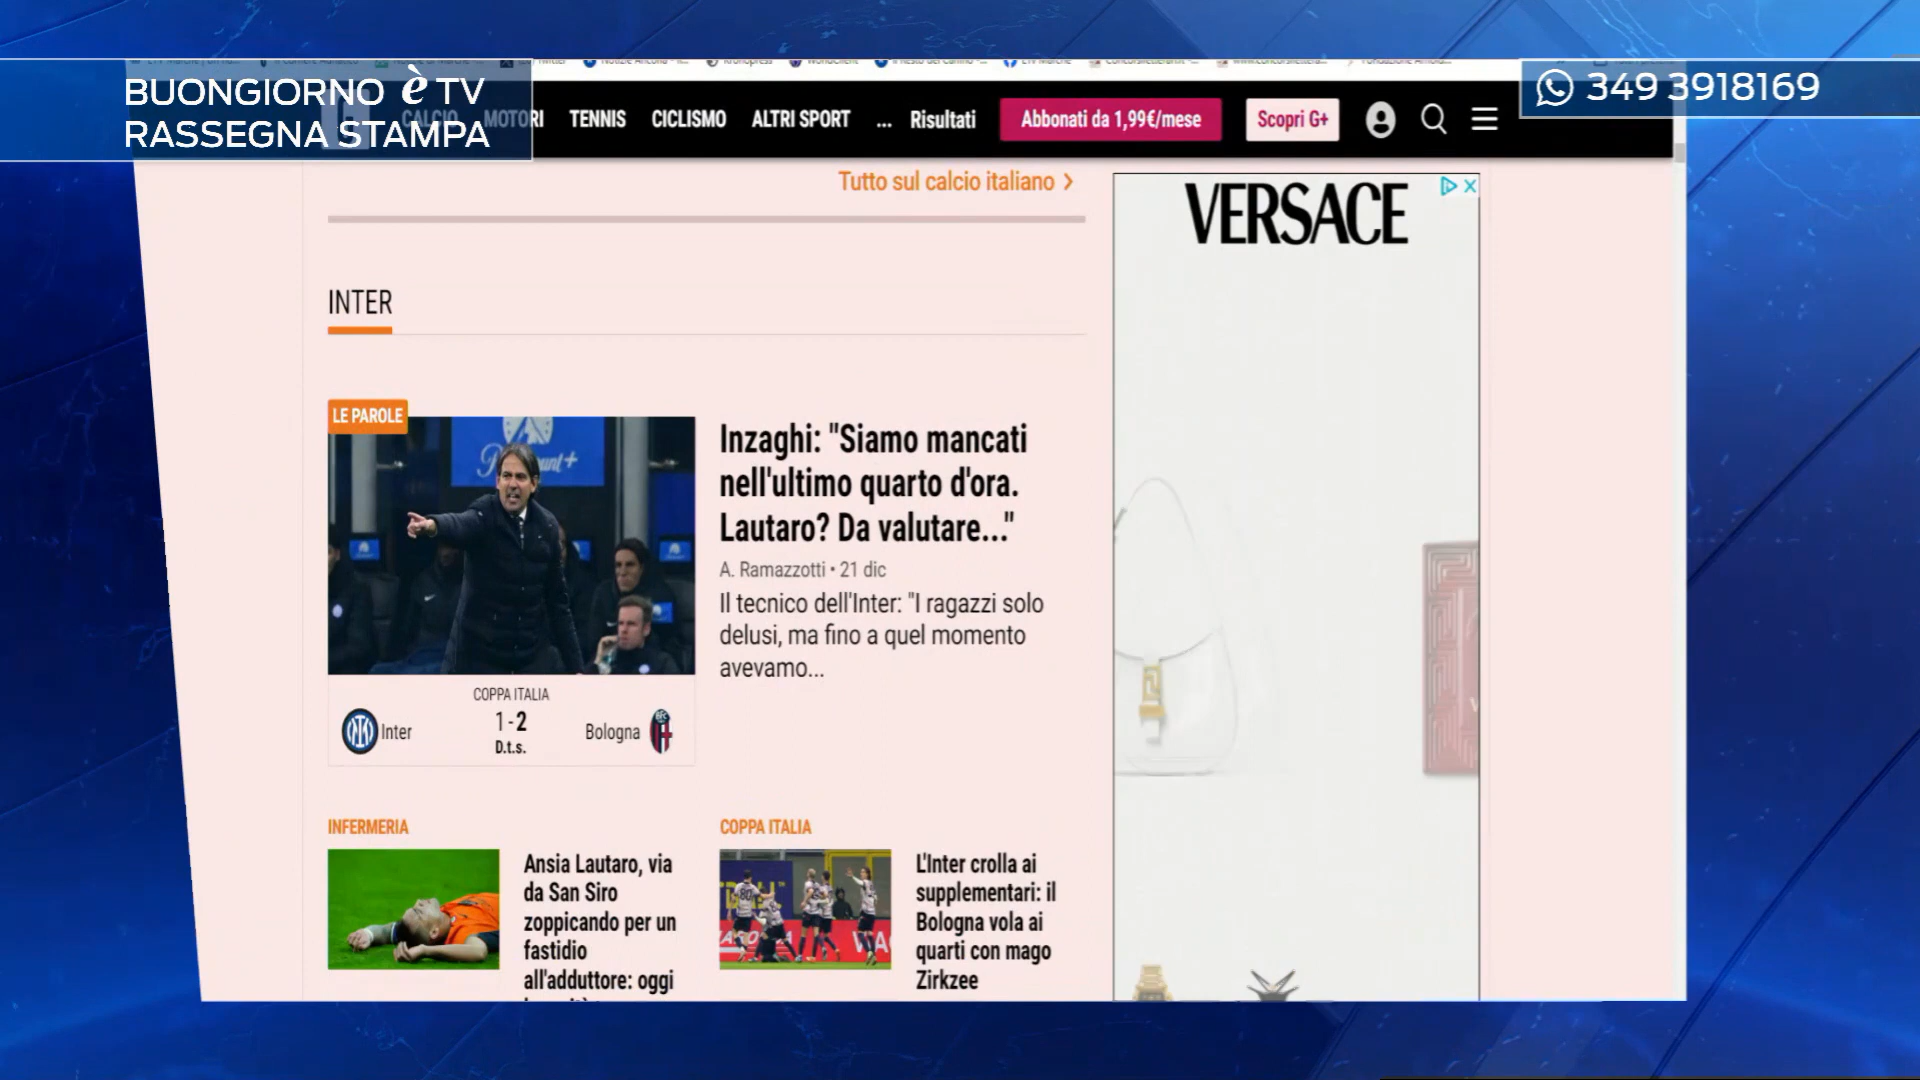 BUONGIORNO è TV
RASSEGNA STAMPA
349 3918169
CALCIO MOTORI TENNIS CICLISMO ALTRI SPORT ... Risultati Abbonati da 1,99€/mese Scopri G+
Tutto sul calcio italiano >
VERSACE
INTER
LE PAROLE
Inzaghi: "Siamo mancati
nell'ultimo quarto d'ora.
Lautaro? Da valutare..."
A. Ramazzotti • 21 dic
Il tecnico dell'Inter: "I ragazzi solo
delusi, ma fino a quel momento
avevamo...
COPPA ITALIA
Inter 1-2 Bologna
D.t.s.
INFERMERIA
Ansia Lautaro, via
da San Siro
zoppicando per un
fastidio
all'adduttore: oggi
COPPA ITALIA
L'Inter crolla ai
supplementari: il
Bologna vola ai
quarti con mago
Zirkzee